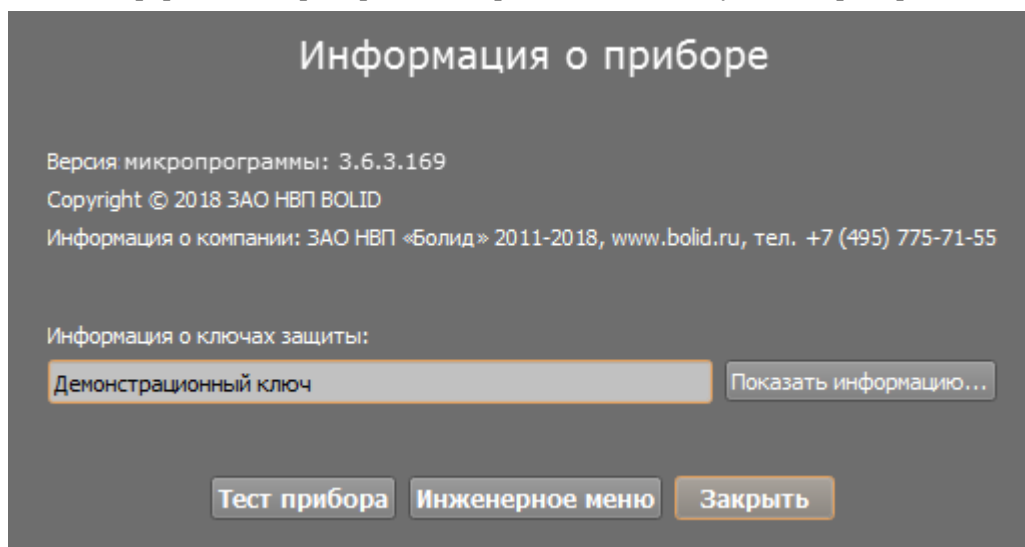 Информация о приборе
Версия микропрограммы: 3.6.3.169
Copyright © 2018 ЗАО НВП BOLID
Информация о компании: ЗАО НВП «Болид» 2011-2018, www.bolid.ru, тел. +7 (495) 775-71-55
Информация о ключах защиты:
Демонстрационный ключ
Показать информацию...
Тест прибора Инженерное меню Закрыть